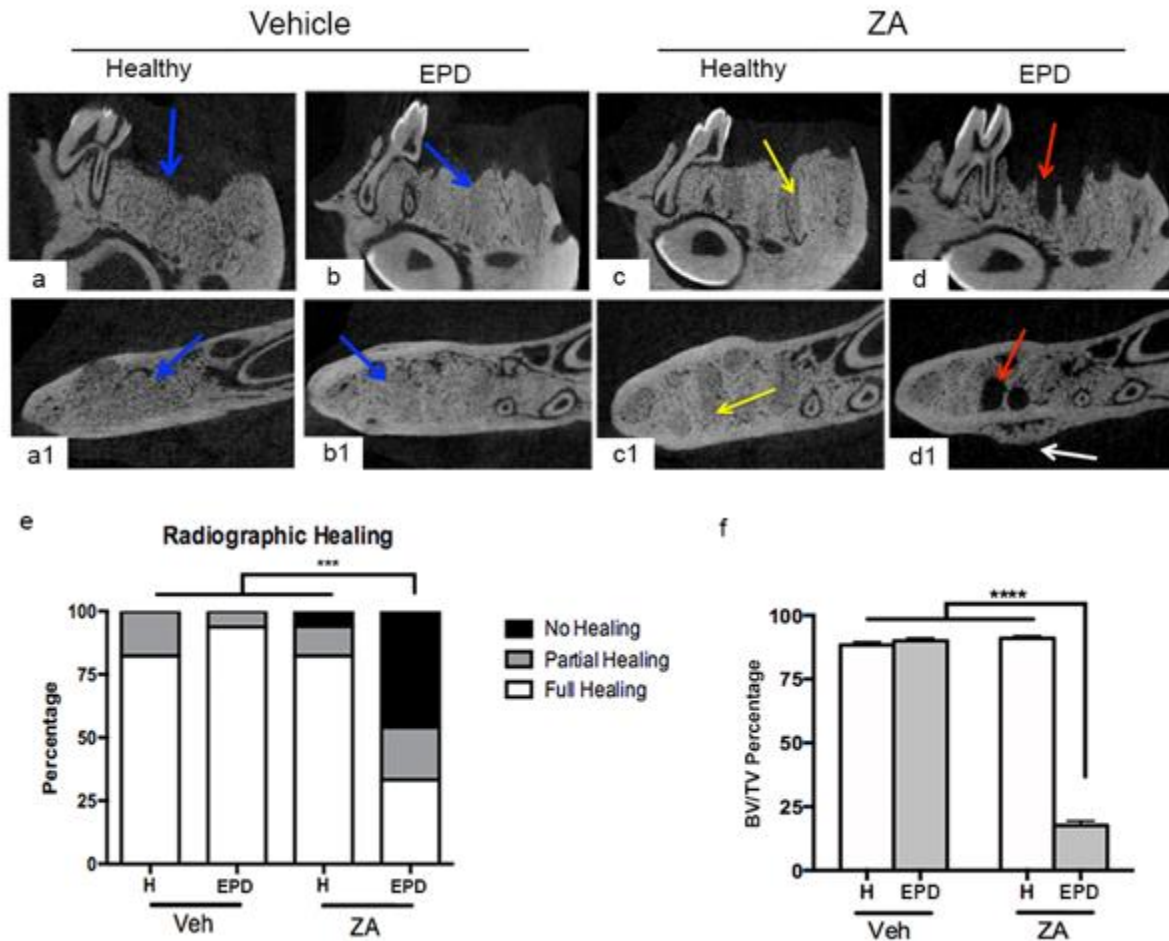 Vehicle ZA
Healthy EPD Healthy EPD
a b c d
a1 b1 c1 d1
e
Radiographic Healing
***
Percentage
100
75
50
25
0
H EPD H EPD
Veh ZA
No Healing
Partial Healing
Full Healing
f
****
BV/TV Percentage
100
75
50
25
0
H EPD H EPD
Veh ZA